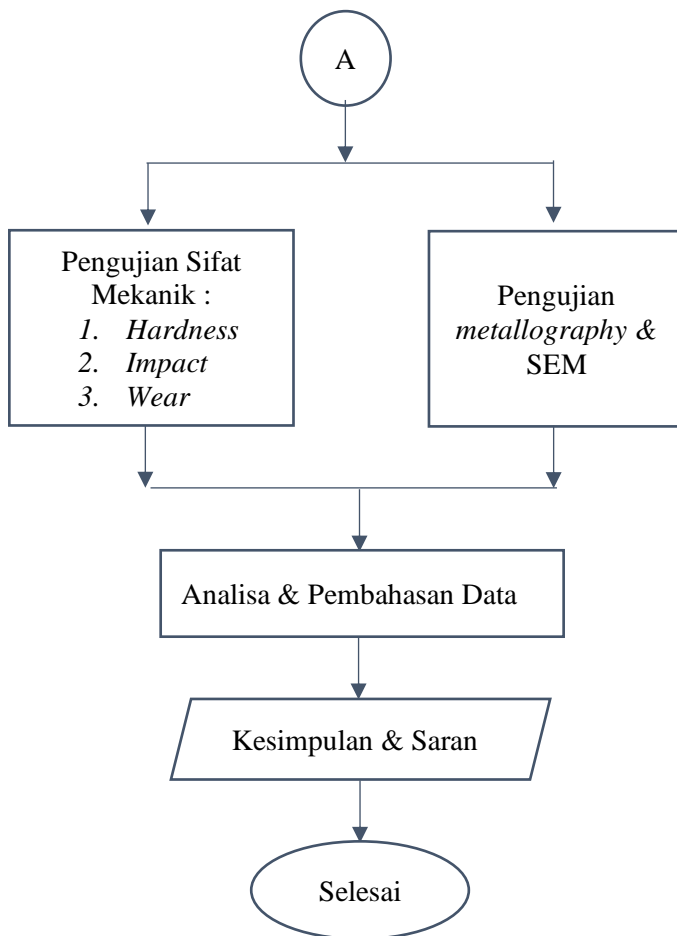 A
Pengujian Sifat
Mekanik :
1. Hardness
2. Impact
3. Wear
Pengujian
metallography &
SEM
Analisa & Pembahasan Data
Kesimpulan & Saran
Selesai